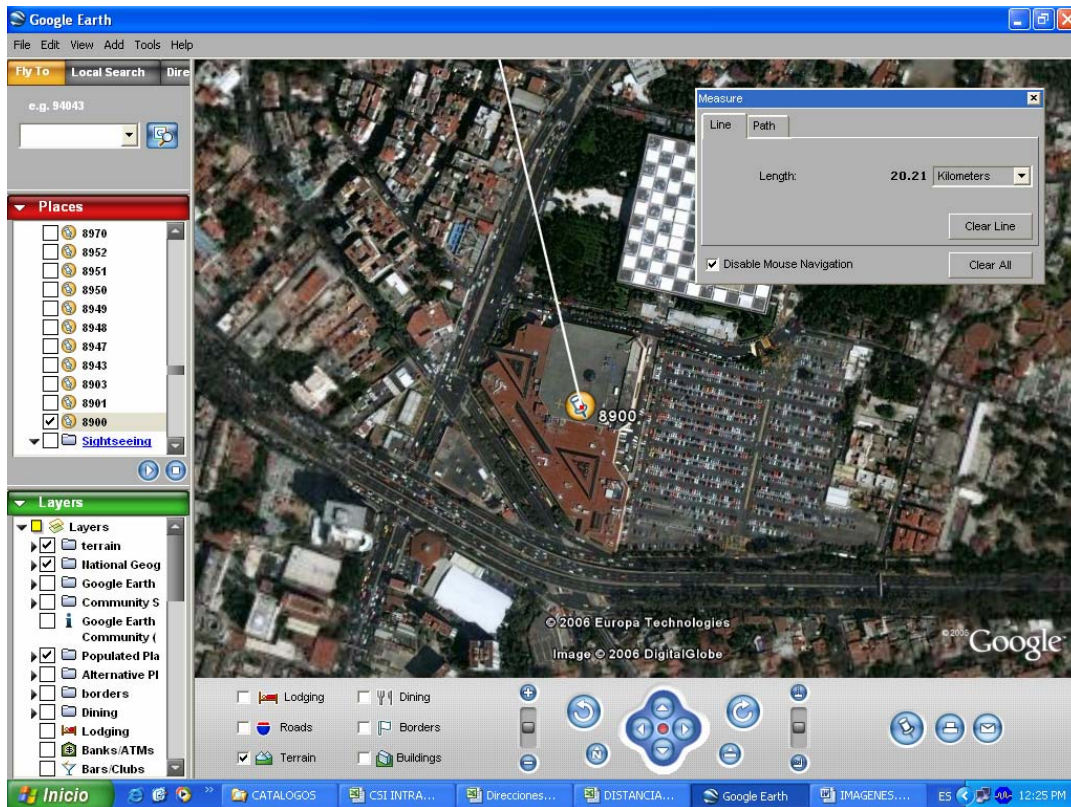 Google Earth
File Edit View Add Tools Help
Fly To Local Search Dire
e.g. 94043
Places
8970
8952
8951
8950
8949
8948
8947
8943
8903
8901
8900
Sightseeing
Layers
Layers
terrain
National Geog
Google Earth
Community S
Google Earth
Community (
Populated Pla
Alternative Pl
borders
Dining
Lodging
Banks/ATMs
Bars/Clubs
Measure
Line Path
Length: 20.21 Kilometers
Clear Line
Disable Mouse Navigation Clear All
8900
© 2006 Europa Technologies
Image © 2006 DigitalGlobe
© 2005 Google
Lodging Dining
Roads Borders
Terrain Buildings
N
Inicio » CATALOGOS CSI INTRA... Direcciones... DISTANCIA... Google Earth IMAGENES.... ES 12:25 PM